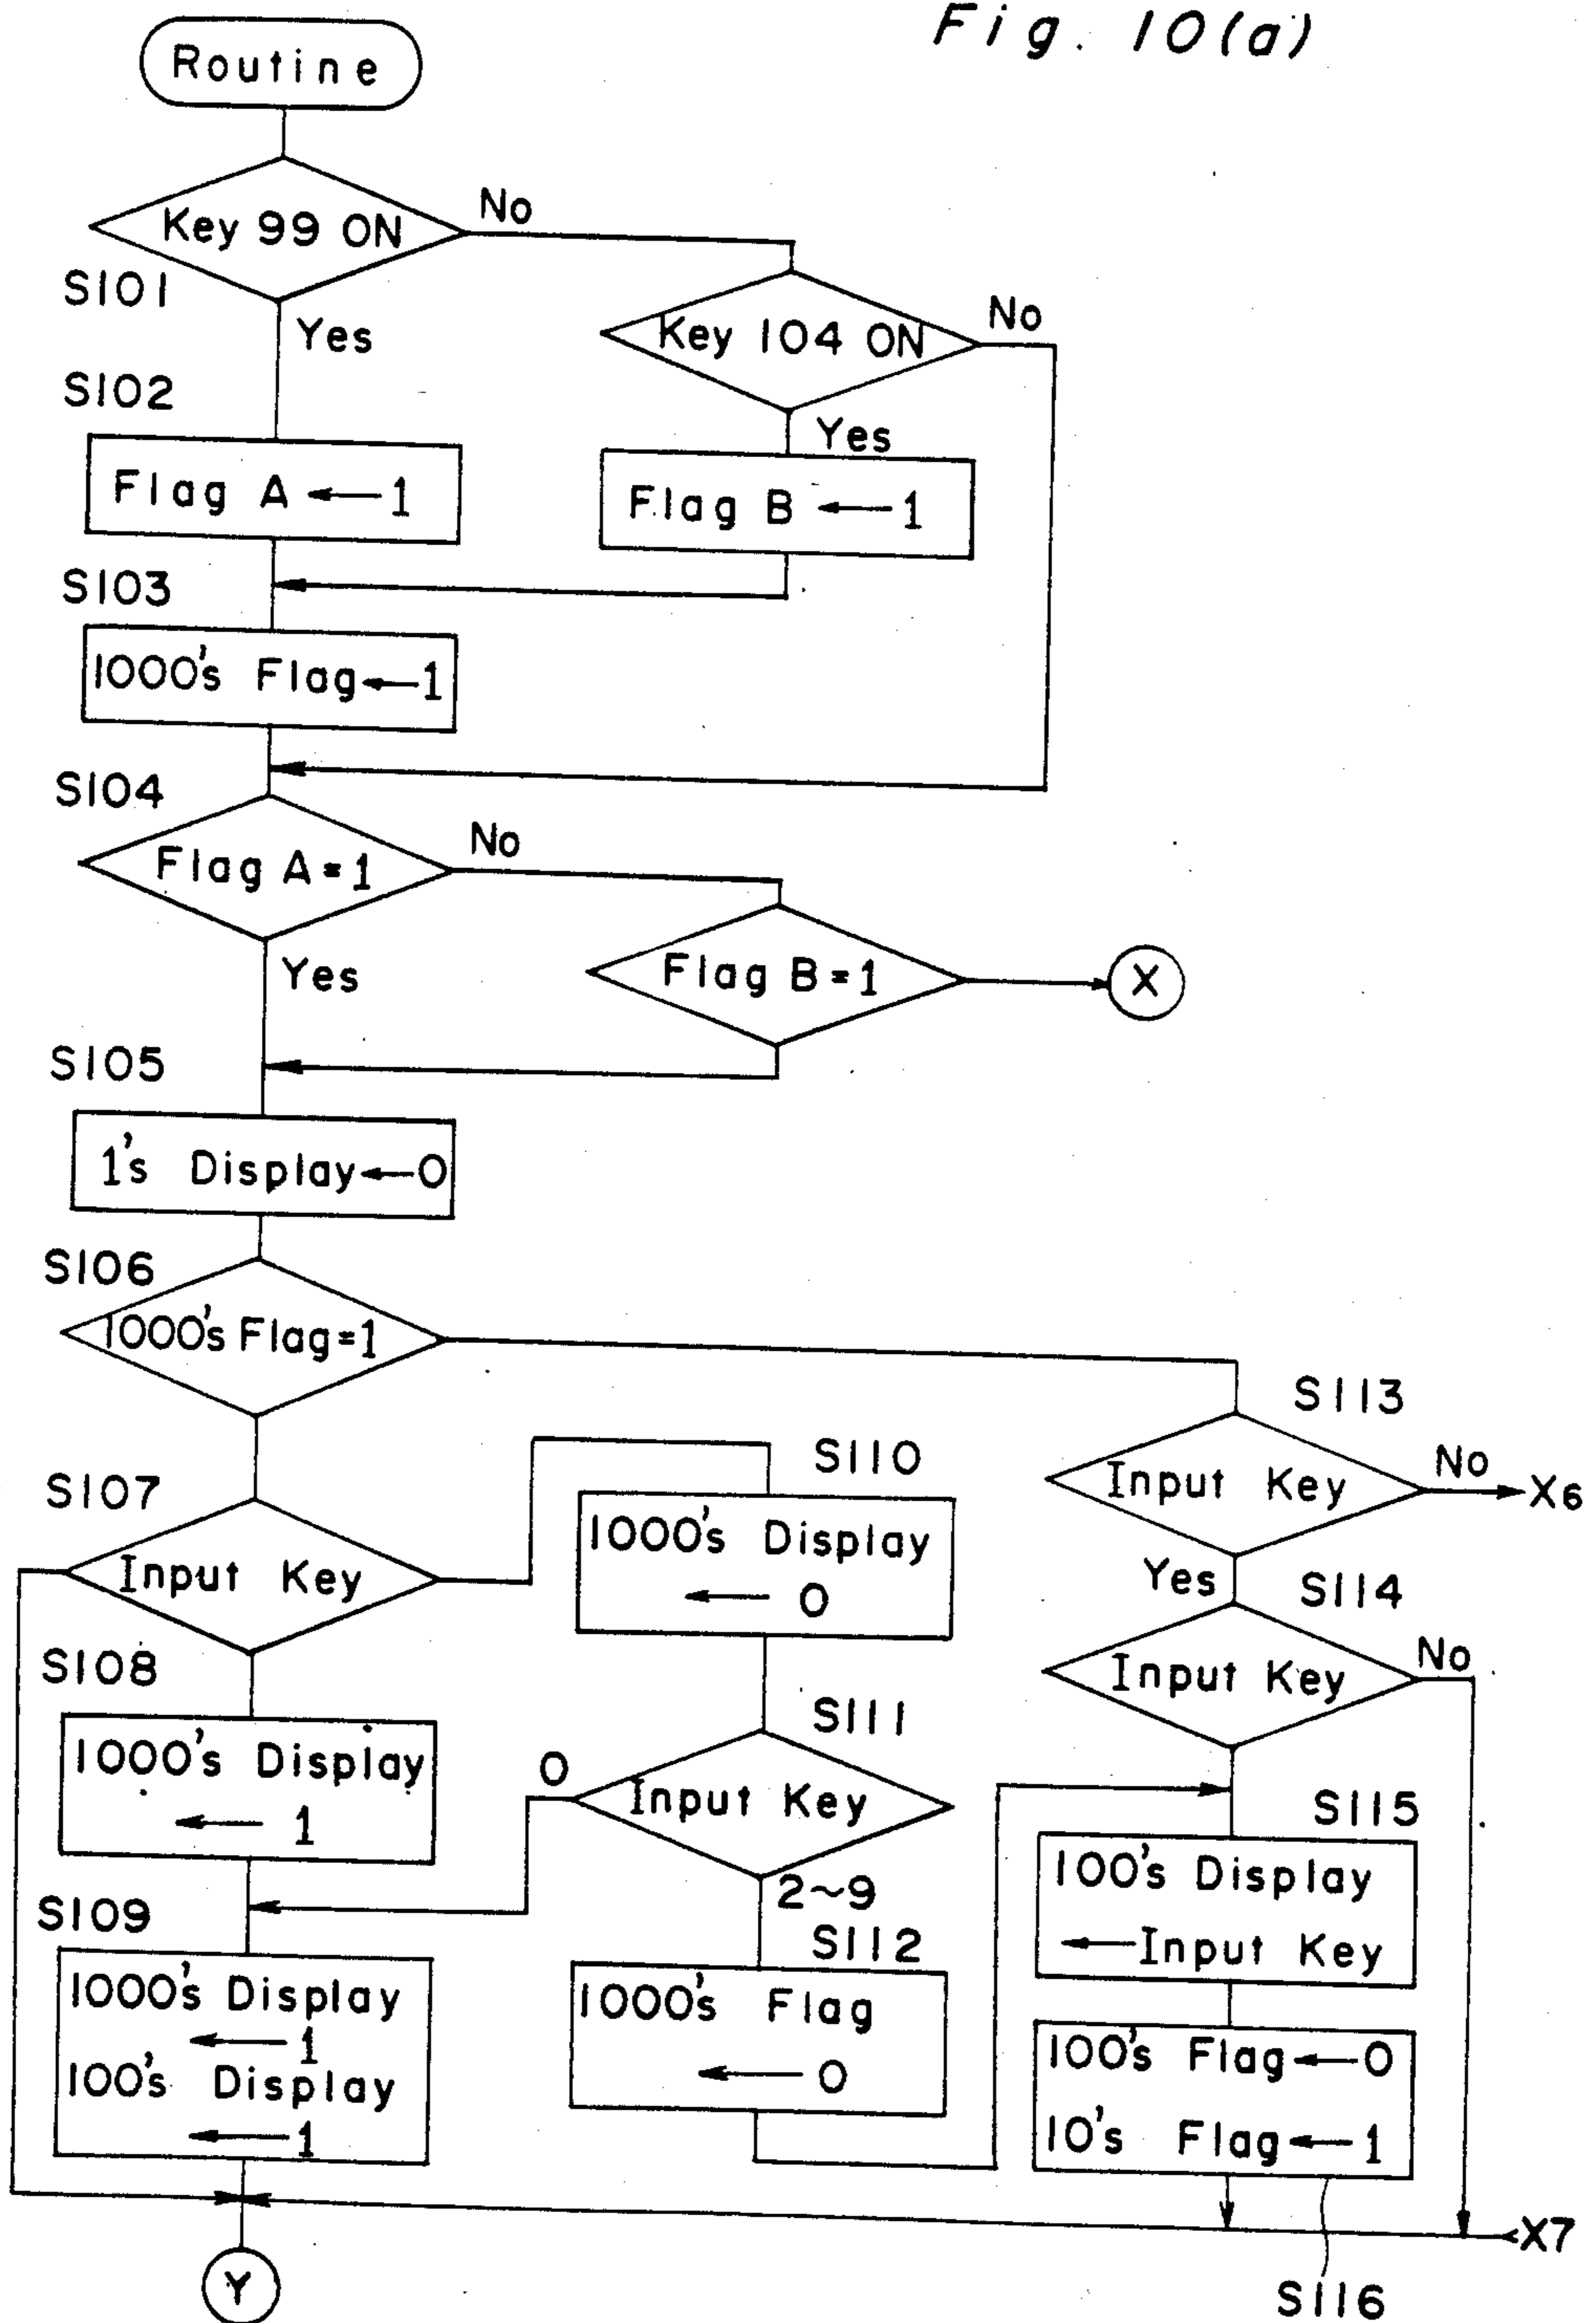 Fig. 10(a)
Routine
Key 99 ON
No
S101
Yes
Key 104 ON
No
S102
Yes
Flag A ← 1
Flag B ← 1
S103
1000's Flag ← 1
S104
Flag A = 1
No
Yes
Flag B = 1
X
S105
1's Display ← 0
S106
1000's Flag = 1
S113
Input Key
No
X6
S107
Input Key
S110
1000's Display
← 0
Yes
S114
Input Key
No
S108
1000's Display
← 1
S111
0
Input Key
2~9
S115
100's Display
← Input Key
S109
1000's Display
← 1
100's Display
← 1
S112
1000's Flag
← 0
100's Flag ← 0
10's Flag ← 1
X7
Y
S116